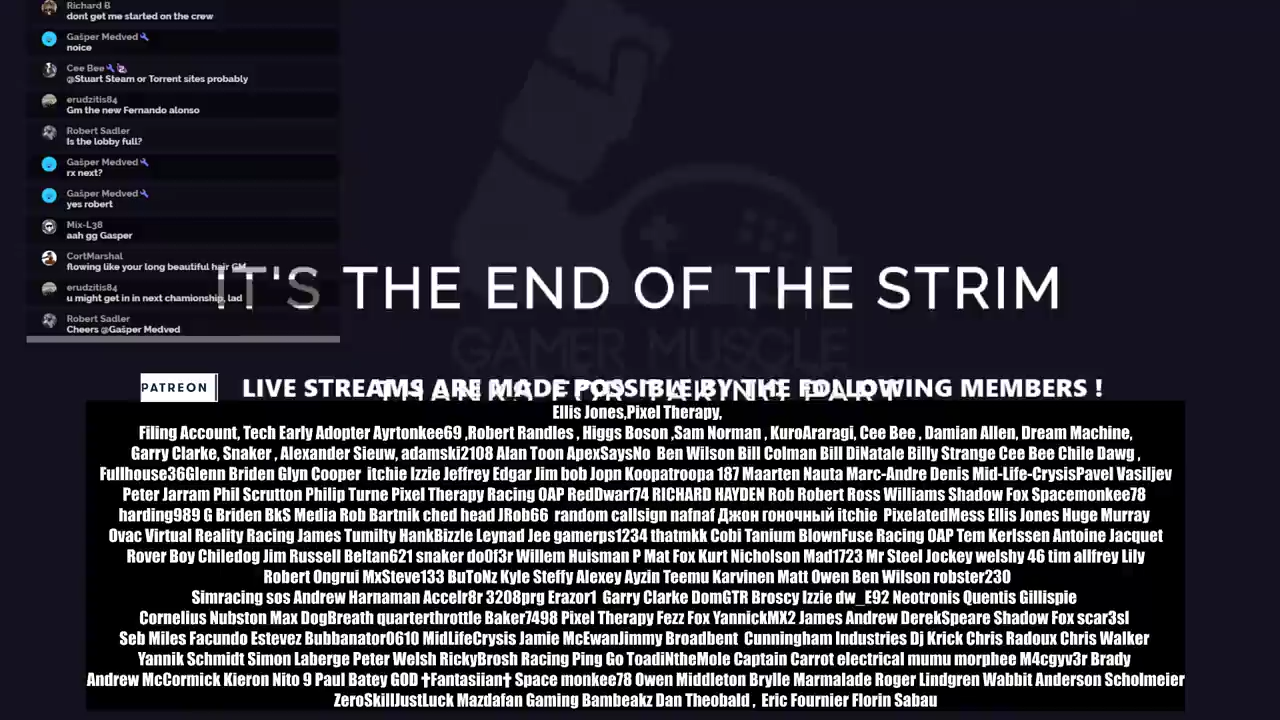 Richard B
dont get me started on the crew
Gašper Medved
noice
Cee Bee
@Stuart Steam or Torrent sites probably
erudzitis84
Gm the new Fernando alonso
Robert Sadler
Is the lobby full?
Gašper Medved
rx next?
Gašper Medved
yes robert
Mix-L38
aah gg Gasper
CortMarshal
flowing like your long beautiful hair GM
erudzitis84
u might get in in next chamionship, lad
Robert Sadler
Cheers @Gašper Medved
IT'S THE END OF THE STRIM
GAMER MUSCLE
PATREON
LIVE STREAMS ARE MADE POSSIBLE BY THE FOLLOWING MEMBERS !
THANKS FOR TAKING PART
Ellis Jones,Pixel Therapy,
Filing Account, Tech Early Adopter Ayrtonkee69 ,Robert Randles , Higgs Boson ,Sam Norman , KuroAraragi, Cee Bee , Damian Allen, Dream Machine,
Garry Clarke, Snaker , Alexander Sieuw, adamski2108 Alan Toon ApexSaysNo Ben Wilson Bill Colman Bill DiNatale Billy Strange Cee Bee Chile Dawg ,
Fullhouse36Glenn Briden Glyn Cooper itchie Izzie Jeffrey Edgar Jim bob Jopn Koopatroopa 187 Maarten Nauta Marc-Andre Denis Mid-Life-CrysisPavel Vasiljev
Peter Jarram Phil Scrutton Philip Turne Pixel Therapy Racing OAP RedDwarf74 RICHARD HAYDEN Rob Robert Ross Williams Shadow Fox Spacemonkee78
harding989 G Briden BkS Media Rob Bartnik ched head JRob66 random callsign nafnaf Джон гоночный itchie PixelatedMess Ellis Jones Huge Murray
Ovac Virtual Reality Racing James Tumilty HankBizzle Leynad Jee gamerps1234 thatmkk Cobi Tanium BlownFuse Racing OAP Tem Kerlssen Antoine Jacquet
Rover Boy Chiledog Jim Russell Beltan621 snaker do0f3r Willem Huisman P Mat Fox Kurt Nicholson Mad1723 Mr Steel Jockey welshy 46 tim allfrey Lily
Robert Ongrui MxSteve133 BuToNz Kyle Steffy Alexey Ayzin Teemu Karvinen Matt Owen Ben Wilson robster230
Simracing sos Andrew Harnaman Accelr8r 3208prg Erazor1 Garry Clarke DomGTR Broscy Izzie dw_E92 Neotronis Quentis Gillispie
Cornelius Nubston Max DogBreath quarterthrottle Baker7498 Pixel Therapy Fezz Fox YannickMX2 James Andrew DerekSpeare Shadow Fox scar3sl
Seb Miles Facundo Estevez Bubbanator0610 MidLifeCrysis Jamie McEwanJimmy Broadbent Cunningham Industries Dj Krick Chris Radoux Chris Walker
Yannik Schmidt Simon Laberge Peter Welsh RickyBrosh Racing Ping Go ToadiNtheMole Captain Carrot electrical mumu morphee M4cgyv3r Brady
Andrew McCormick Kieron Nito 9 Paul Batey GOD †Fantasiian† Space monkee78 Owen Middleton Brylle Marmalade Roger Lindgren Wabbit Anderson Scholmeier
ZeroSkillJustLuck Mazdafan Gaming Bambeakz Dan Theobald , Eric Fournier Florin Sabau